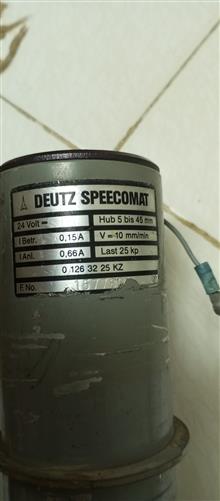 DEUTZ SPEECOMAT
24 Volt = Hub 5 bis 45 mm
I Betr. 0,15A V = 10 mm/min
I Anl. 0,66A Last 25 kp
0 126 32 25 KZ
F. No.